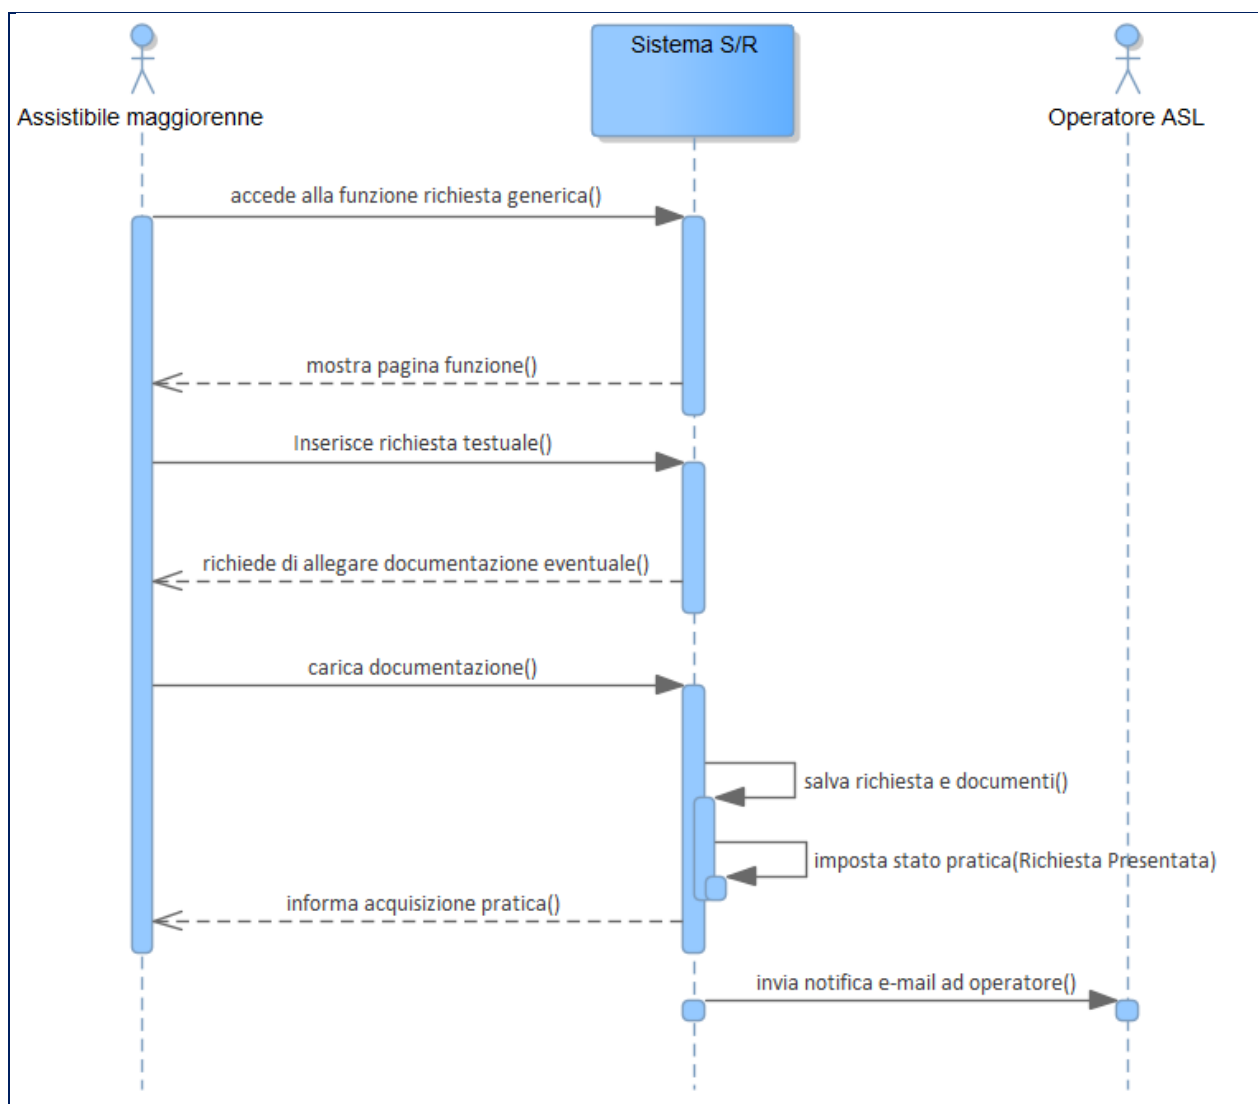 Assistibile maggiorenne
Sistema S/R
Operatore ASL
accede alla funzione richiesta generica()
mostra pagina funzione()
Inserisce richiesta testuale()
richiede di allegare documentazione eventuale()
carica documentazione()
salva richiesta e documenti()
imposta stato pratica(Richiesta Presentata)
informa acquisizione pratica()
invia notifica e-mail ad operatore()